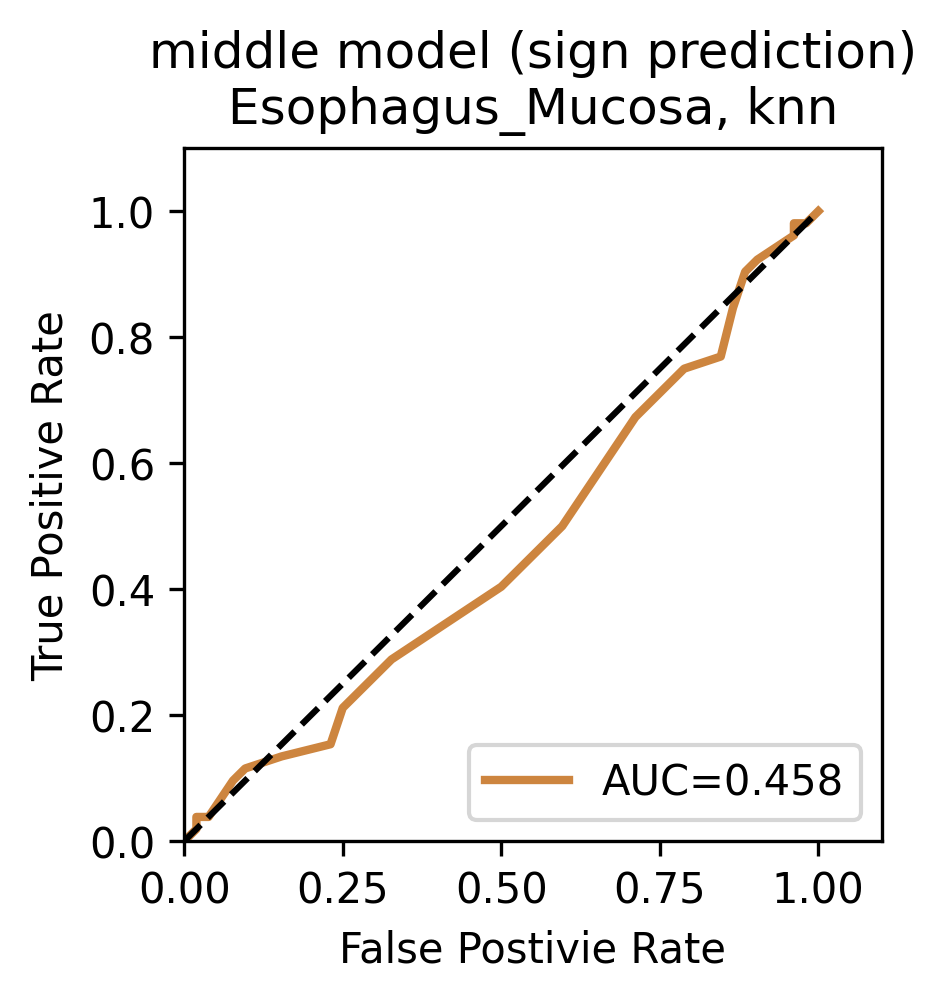 middle model (sign prediction)
Esophagus_Mucosa, knn
True Positive Rate
1.0
0.8
0.6
0.4
0.2
0.0
AUC=0.458
0.00 0.25 0.50 0.75 1.00
False Postivie Rate